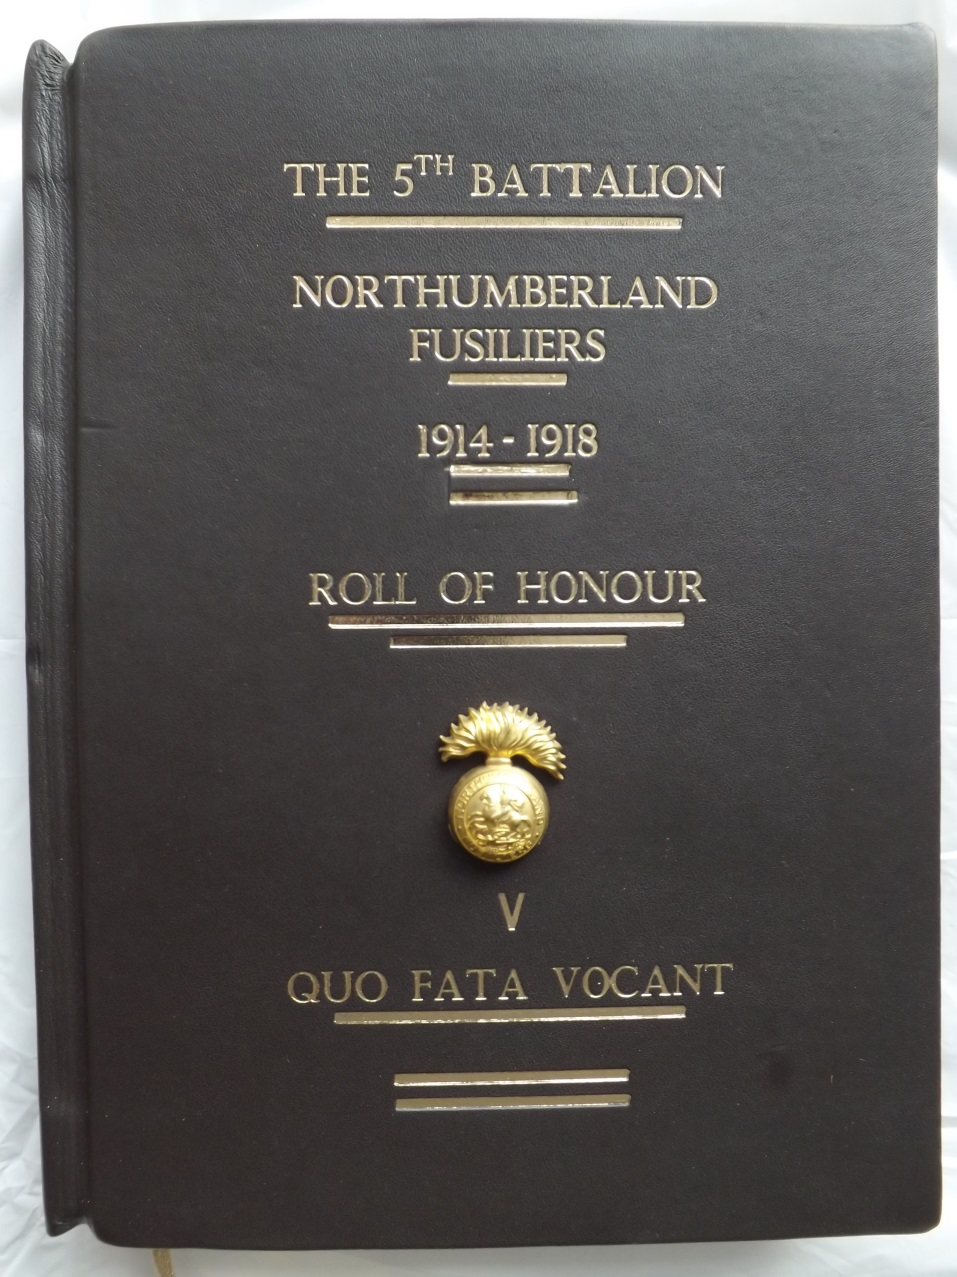 THE 5TH BATTALION
NORTHUMBERLAND
FUSILIERS
1914 - 1918
ROLL OF HONOUR
V
QUO FATA VOCANT